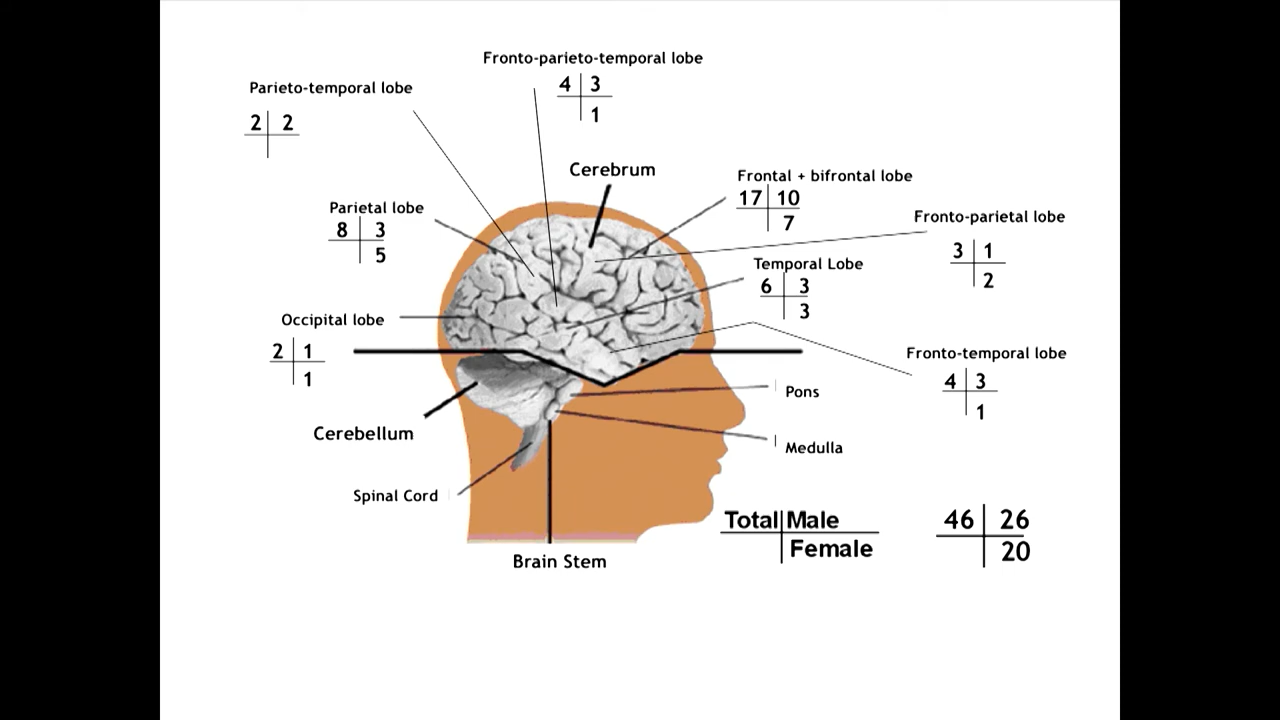 Fronto-parieto-temporal lobe
4 3
1
Parieto-temporal lobe
2 2
Cerebrum
Frontal + bifrontal lobe
17 10
7
Parietal lobe
8 3
5
Fronto-parietal lobe
3 1
2
Temporal Lobe
6 3
3
Occipital lobe
2 1
1
Fronto-temporal lobe
4 3
1
Pons
Cerebellum
Medulla
Spinal Cord
Total Male
Female
46 26
20
Brain Stem